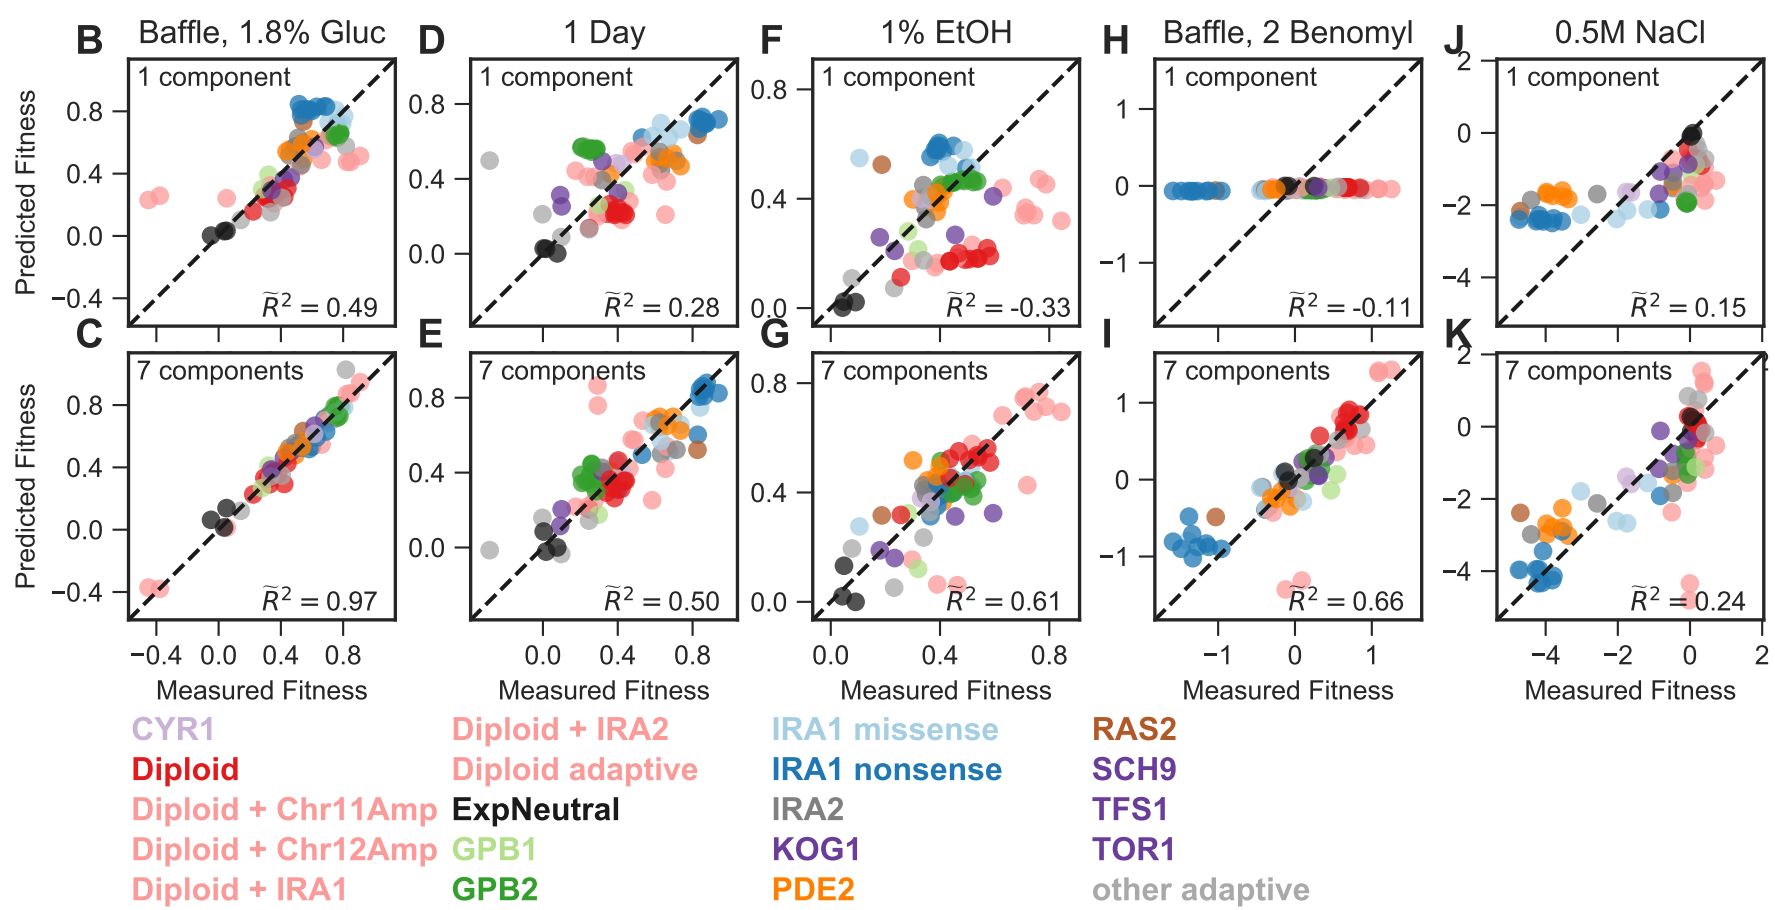 B Baffle, 1.8% Gluc D 1 Day F 1% EtOH H Baffle, 2 Benomyl J 0.5M NaCl
1 component 1 component 1 component 1 component 1 component
Predicted Fitness
0.8 0.4 0.0 −0.4
0.8 0.4 0.0
0.8 0.4 0.0
1 0 −1
2 0 −2 −4
R̃² = 0.49 R̃² = 0.28 R̃² = -0.33 R̃² = -0.11 R̃² = 0.15
C E G I K
7 components 7 components 7 components 7 components 7 components
Predicted Fitness
0.8 0.4 0.0 −0.4
0.8 0.4 0.0
0.8 0.4 0.0
1 0 −1
2 0 −2 −4
R̃² = 0.97 R̃² = 0.50 R̃² = 0.61 R̃² = 0.66 R̃² = 0.24
−0.4 0.0 0.4 0.8 0.0 0.4 0.8 0.0 0.4 0.8 −1 0 1 −4 −2 0 2
Measured Fitness Measured Fitness Measured Fitness Measured Fitness Measured Fitness
CYR1 Diploid + IRA2 IRA1 missense RAS2
Diploid Diploid adaptive IRA1 nonsense SCH9
Diploid + Chr11Amp ExpNeutral IRA2 TFS1
Diploid + Chr12Amp GPB1 KOG1 TOR1
Diploid + IRA1 GPB2 PDE2 other adaptive